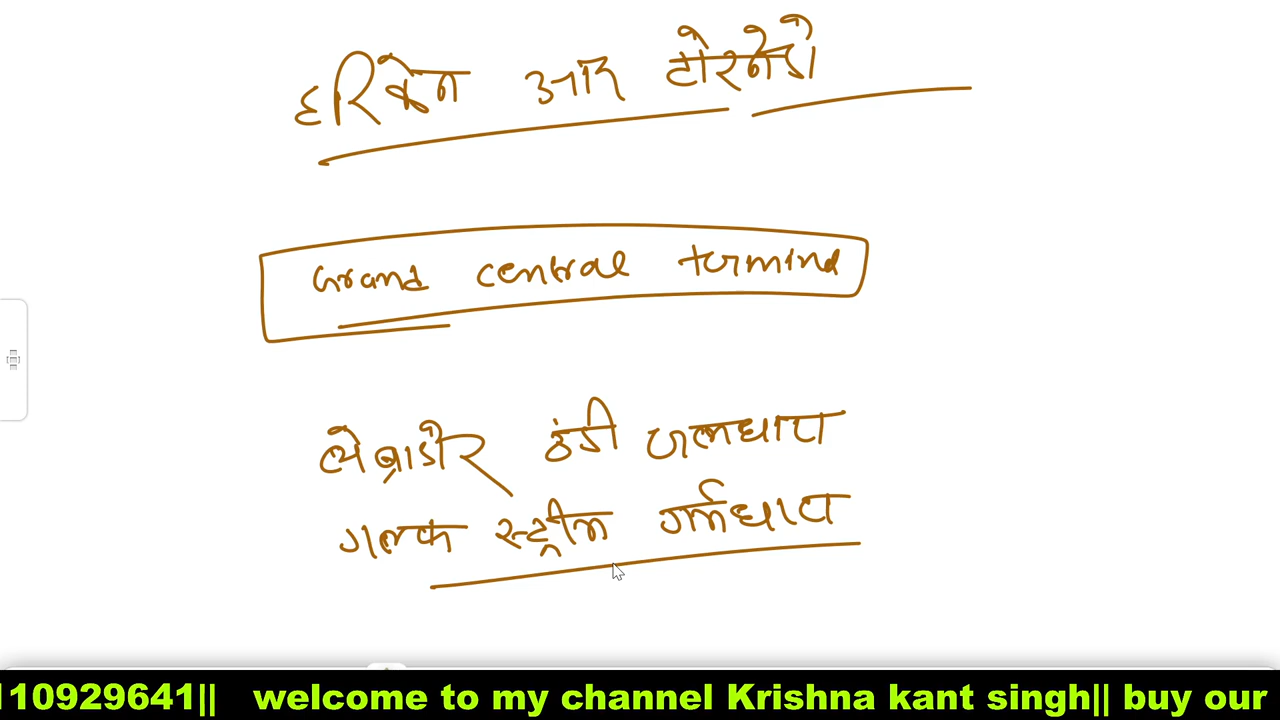 हरिकेन और टोरनेडो
Grand central terminal
लेब्राडोर ठंडी जलधारा
गल्फ स्ट्रीम गर्मधारा
110929641|| welcome to my channel Krishna kant singh|| buy our